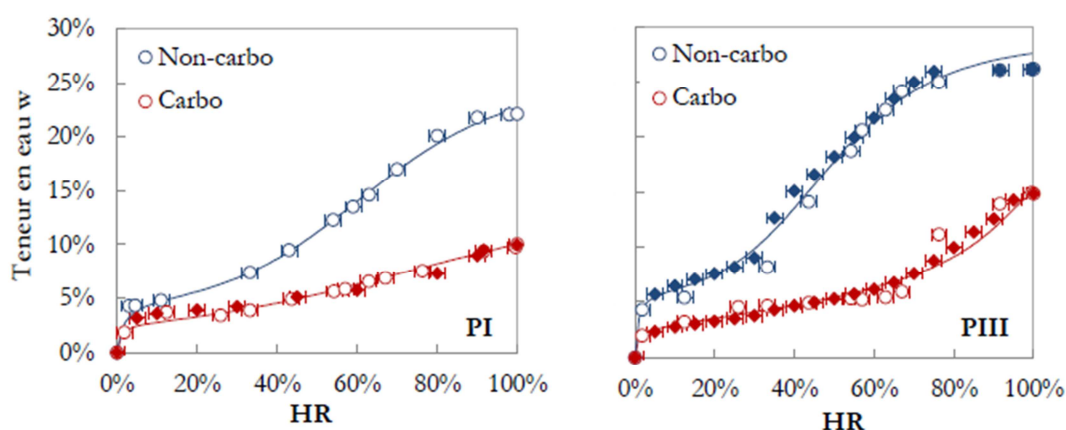 30%
25%
20%
15%
10%
5%
0%
Teneur en eau w
Non-carbo
Carbo
PI
0% 20% 40% 60% 80% 100%
HR
Non-carbo
Carbo
PIII
0% 20% 40% 60% 80% 100%
HR